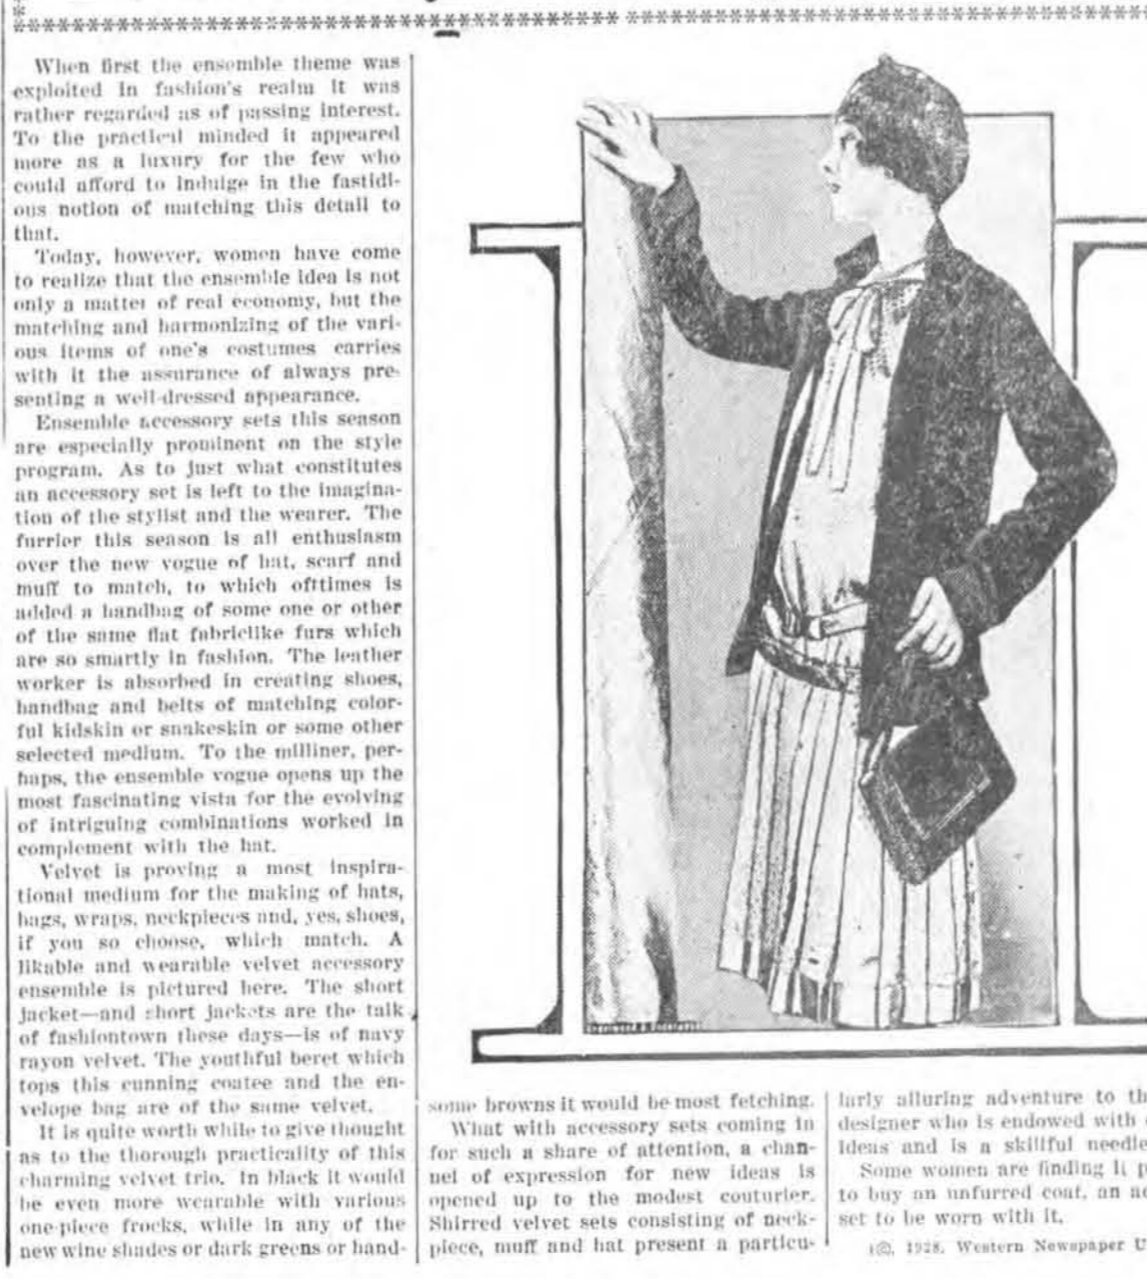 When first the ensemble theme was
exploited in fashion's realm it was
rather regarded as of passing interest.
To the practical minded it appeared
more as a luxury for the few who
could afford to indulge in the fastidi-
ous notion of matching this detail to
that.
Today, however, women have come
to realize that the ensemble idea is not
only a matter of real economy, but the
matching and harmonizing of the vari-
ous items of one's costumes carries
with it the assurance of always pre-
senting a well-dressed appearance.
Ensemble accessory sets this season
are especially prominent on the style
program. As to just what constitutes
an accessory set is left to the imagina-
tion of the stylist and the wearer. The
furrier this season is all enthusiasm
over the new vogue of hat, scarf and
muff to match, to which ofttimes is
added a handbag of some one or other
of the same flat fabriclike furs which
are so smartly in fashion. The leather
worker is absorbed in creating shoes,
handbag and belts of matching color-
ful kidskin or snakeskin or some other
selected medium. To the milliner, per-
haps, the ensemble vogue opens up the
most fascinating vista for the evolving
of intriguing combinations worked in
complement with the hat.
Velvet is proving a most inspira-
tional medium for the making of hats,
bags, wraps, neckpieces and, yes, shoes,
if you so choose, which match. A
likable and wearable velvet accessory
ensemble is pictured here. The short
jacket—and short jackets are the talk
of fashiontown these days—is of navy
rayon velvet. The youthful beret which
tops this cunning coatee and the en-
velope bag are of the same velvet.
It is quite worth while to give thought
as to the thorough practicality of this
charming velvet trio. In black it would
be even more wearable with various
one-piece frocks, while in any of the
new wine shades or dark greens or hand-
some browns it would be most fetching.
What with accessory sets coming in
for such a share of attention, a chan-
nel of expression for new ideas is
opened up to the modest couturier.
Shirred velvet sets consisting of neck-
piece, muff and hat present a particu-
larly alluring adventure to th
designer who is endowed with
ideas and is a skillful needle
Some women are finding it p
to buy an unfurred coat, an a
set to be worn with it.
(©, 1928, Western Newspaper U